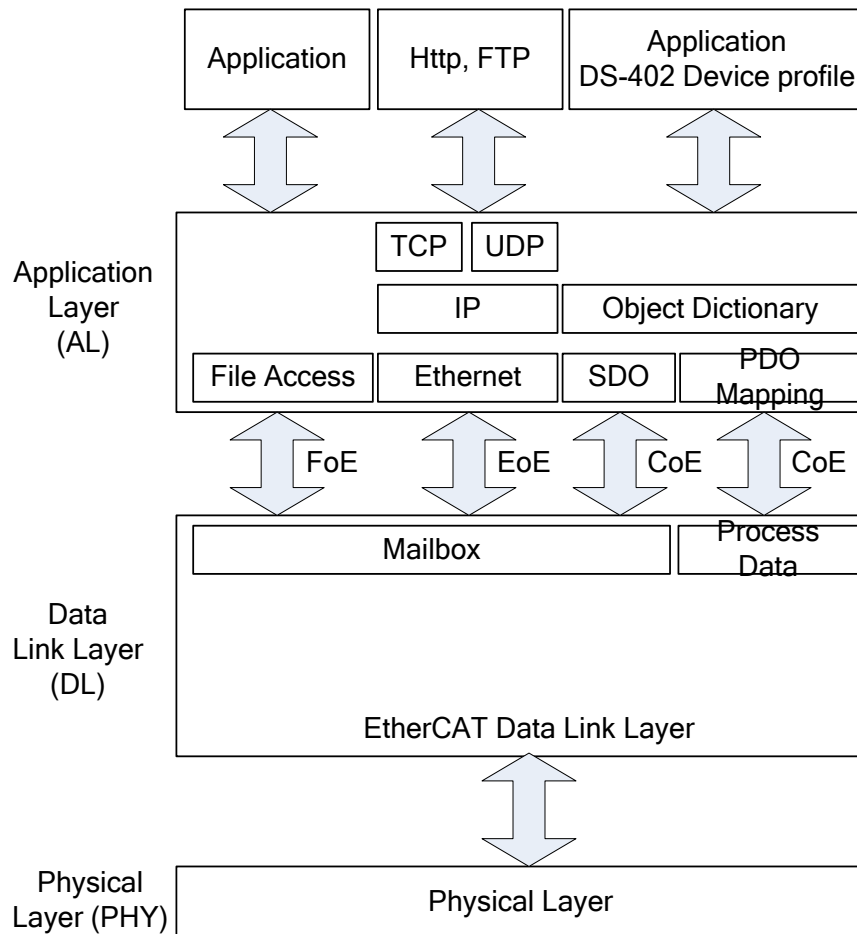 Application
Http, FTP
Application
DS-402 Device profile
Application
Layer
(AL)
TCP
UDP
IP
Object Dictionary
File Access
Ethernet
SDO
PDO
Mapping
FoE
EoE
CoE
CoE
Mailbox
Process
Data
Data
Link Layer
(DL)
EtherCAT Data Link Layer
Physical
Layer (PHY)
Physical Layer